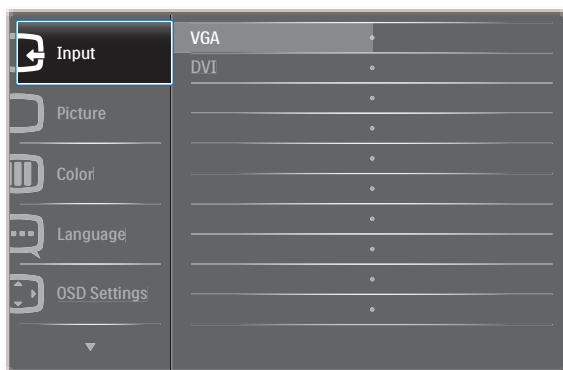 Input
VGA
DVI
Picture
Color
Language
OSD Settings